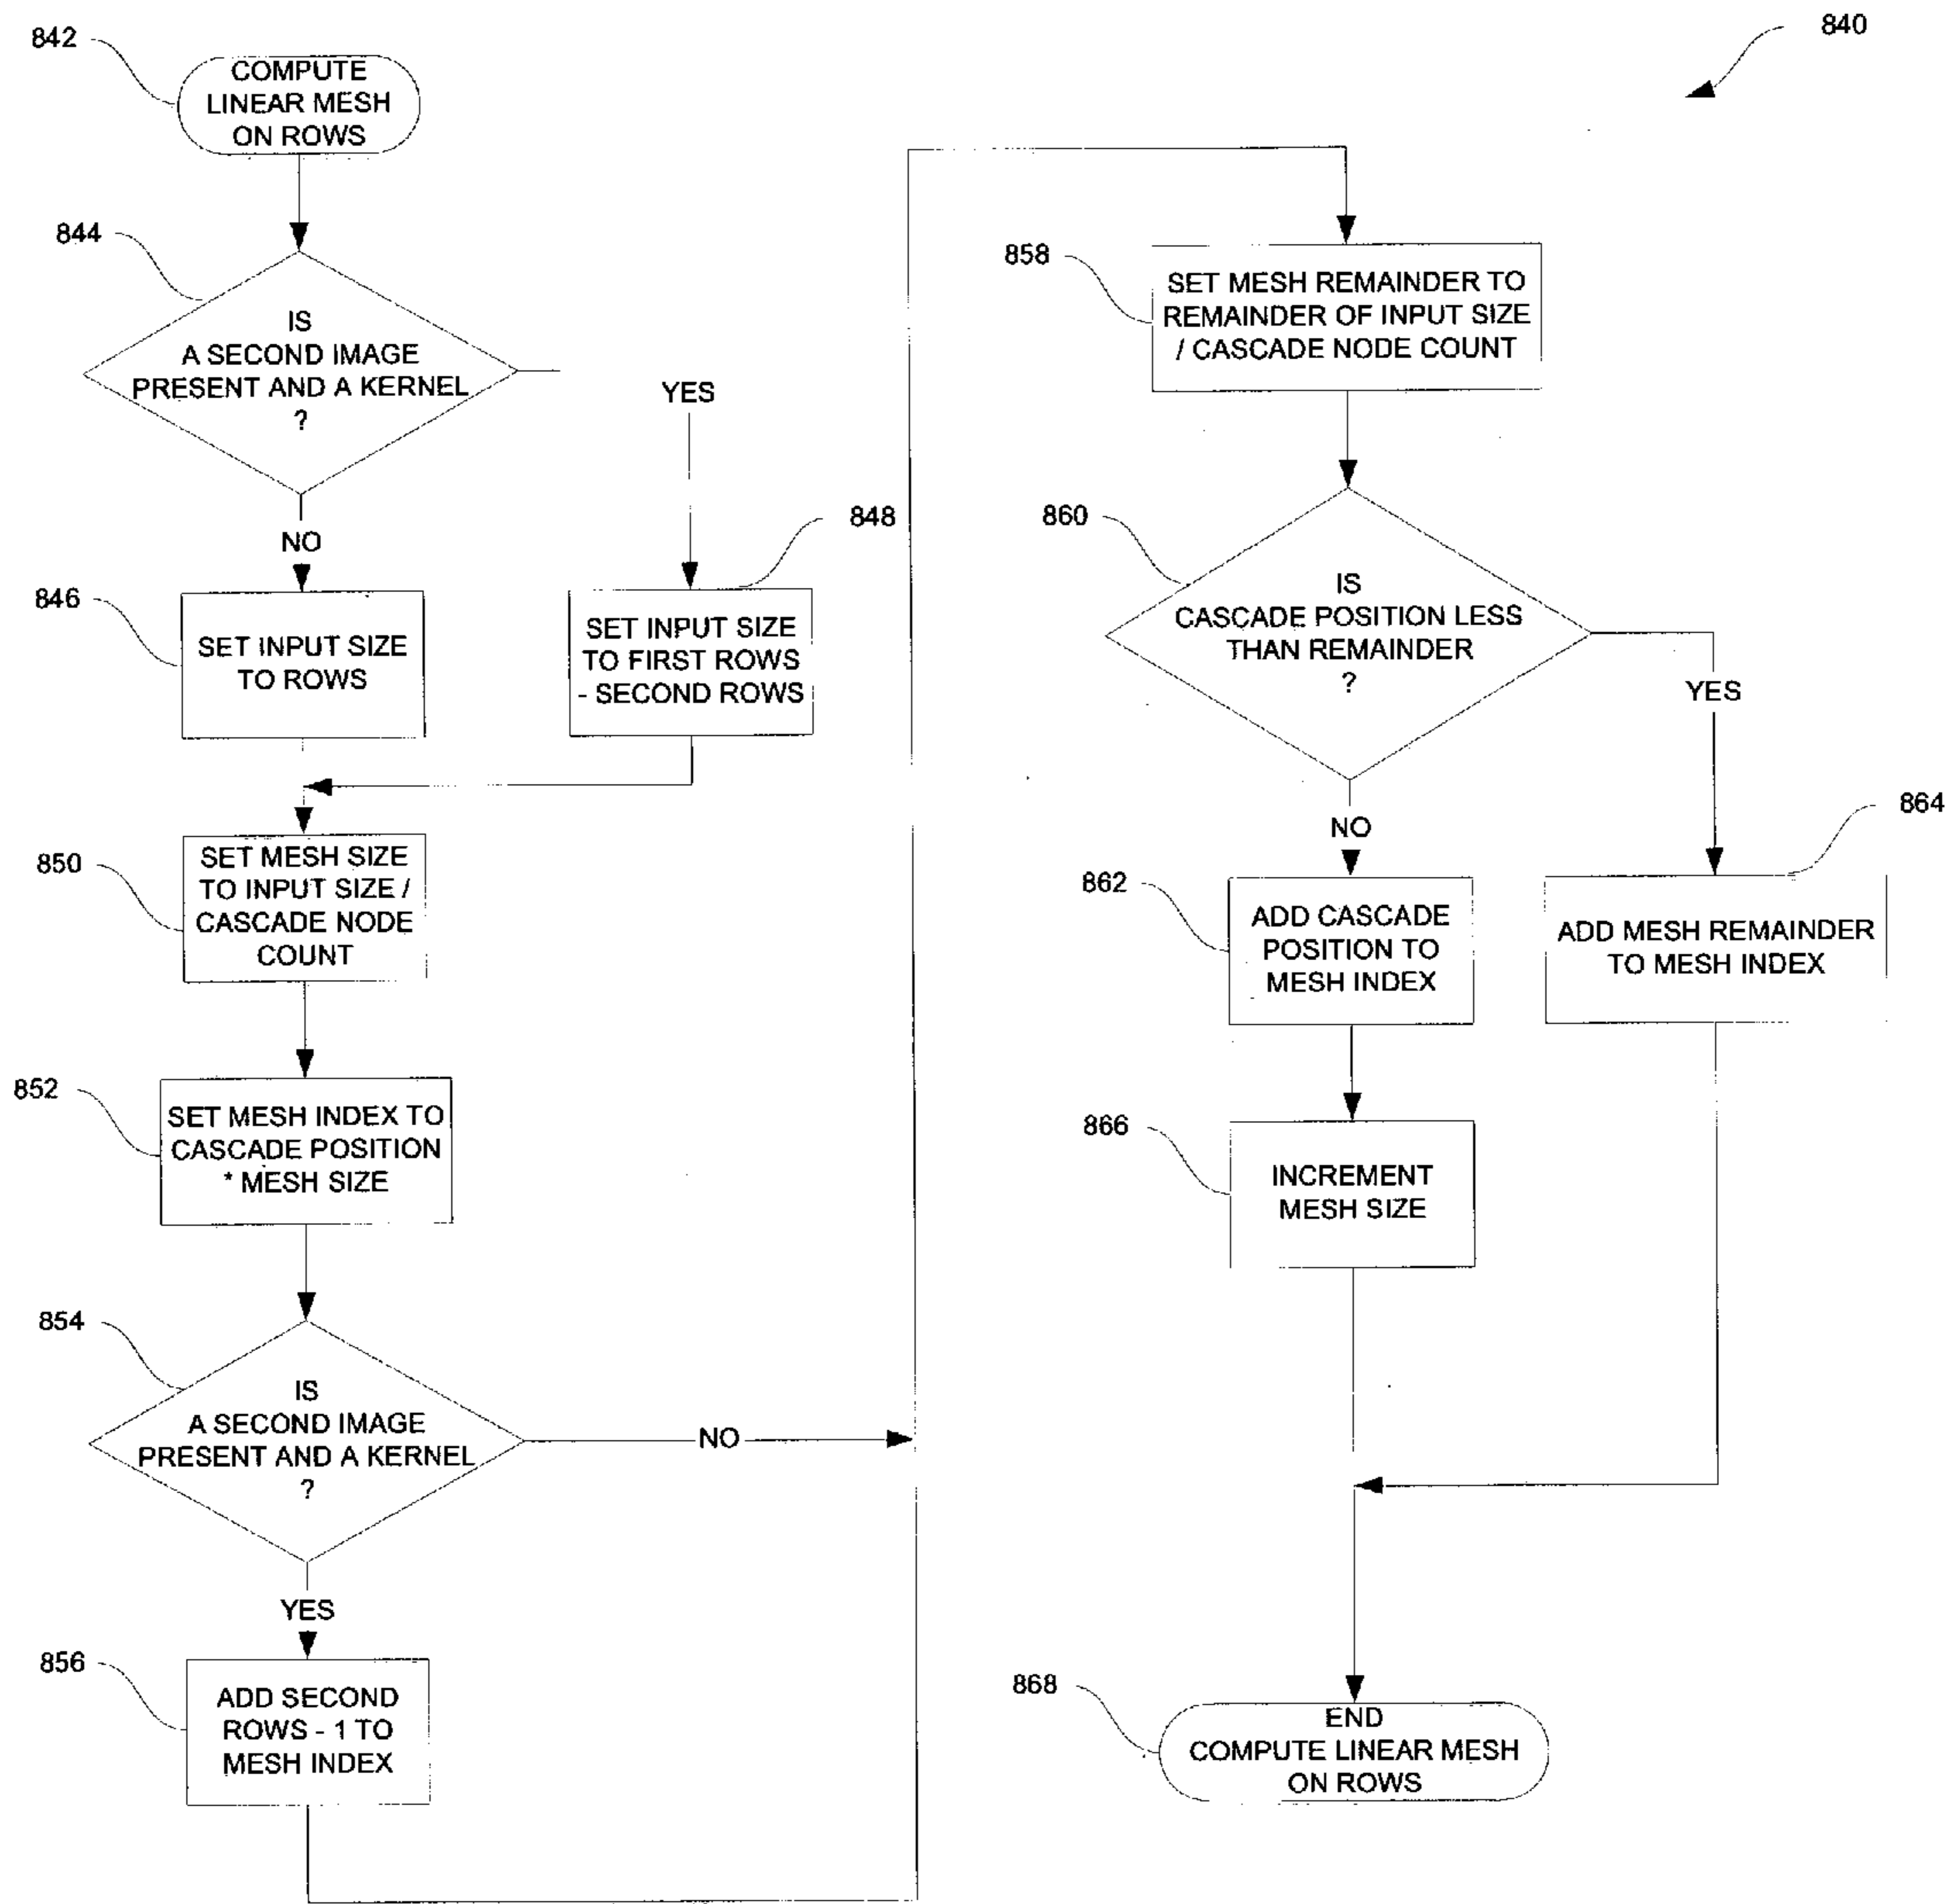 840
842
COMPUTE
LINEAR MESH
ON ROWS
844
IS
A SECOND IMAGE
PRESENT AND A KERNEL
?
YES
NO
846
SET INPUT SIZE
TO ROWS
848
SET INPUT SIZE
TO FIRST ROWS
- SECOND ROWS
850
SET MESH SIZE
TO INPUT SIZE /
CASCADE NODE
COUNT
852
SET MESH INDEX TO
CASCADE POSITION
* MESH SIZE
854
IS
A SECOND IMAGE
PRESENT AND A KERNEL
?
NO
YES
856
ADD SECOND
ROWS - 1 TO
MESH INDEX
858
SET MESH REMAINDER TO
REMAINDER OF INPUT SIZE
/ CASCADE NODE COUNT
860
IS
CASCADE POSITION LESS
THAN REMAINDER
?
YES
NO
862
ADD CASCADE
POSITION TO
MESH INDEX
864
ADD MESH REMAINDER
TO MESH INDEX
866
INCREMENT
MESH SIZE
868
END
COMPUTE LINEAR MESH
ON ROWS